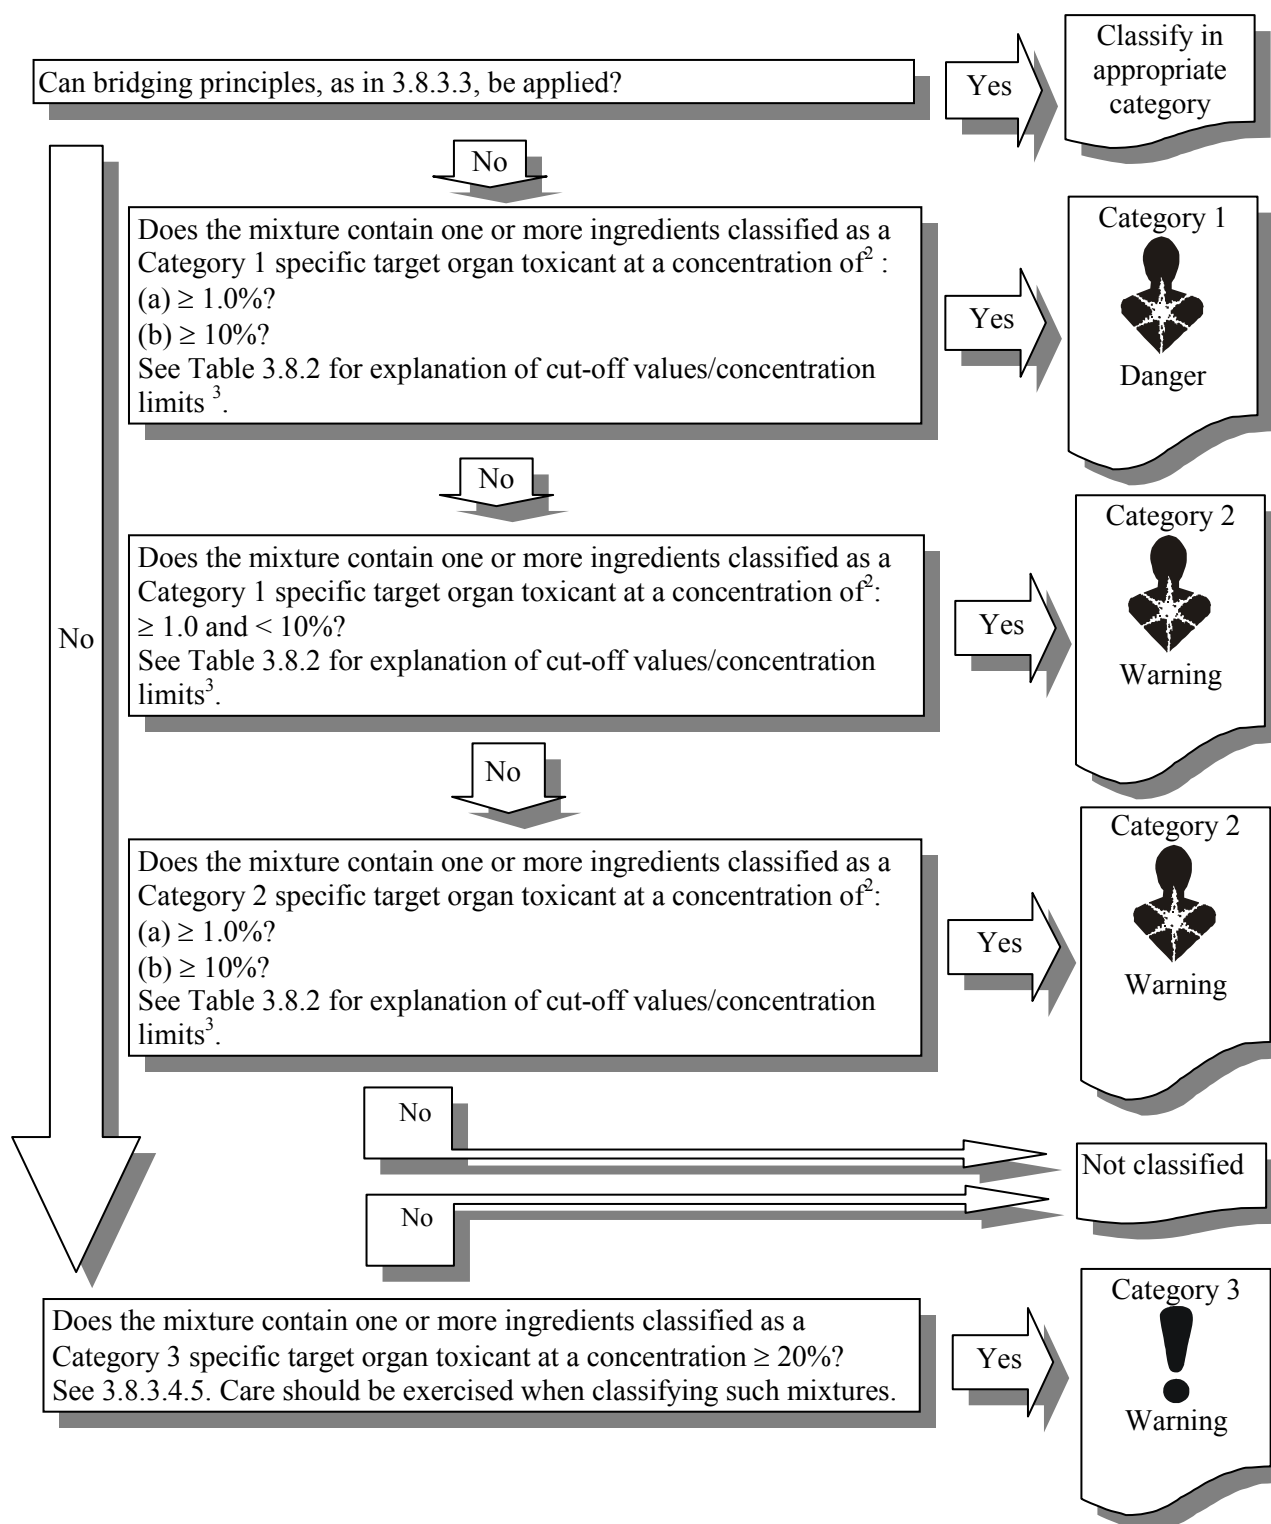 Can bridging principles, as in 3.8.3.3, be applied?
Yes
Classify in
appropriate
category
No
Does the mixture contain one or more ingredients classified as a
Category 1 specific target organ toxicant at a concentration of² :
(a) ≥ 1.0%?
(b) ≥ 10%?
See Table 3.8.2 for explanation of cut-off values/concentration
limits ³.
Yes
Category 1
Danger
No
Does the mixture contain one or more ingredients classified as a
Category 1 specific target organ toxicant at a concentration of²:
≥ 1.0 and < 10%?
See Table 3.8.2 for explanation of cut-off values/concentration
limits³.
Yes
Category 2
Warning
No
No
Does the mixture contain one or more ingredients classified as a
Category 2 specific target organ toxicant at a concentration of²:
(a) ≥ 1.0%?
(b) ≥ 10%?
See Table 3.8.2 for explanation of cut-off values/concentration
limits³.
Yes
Category 2
Warning
No
Not classified
No
Does the mixture contain one or more ingredients classified as a
Category 3 specific target organ toxicant at a concentration ≥ 20%?
See 3.8.3.4.5. Care should be exercised when classifying such mixtures.
Yes
Category 3
Warning